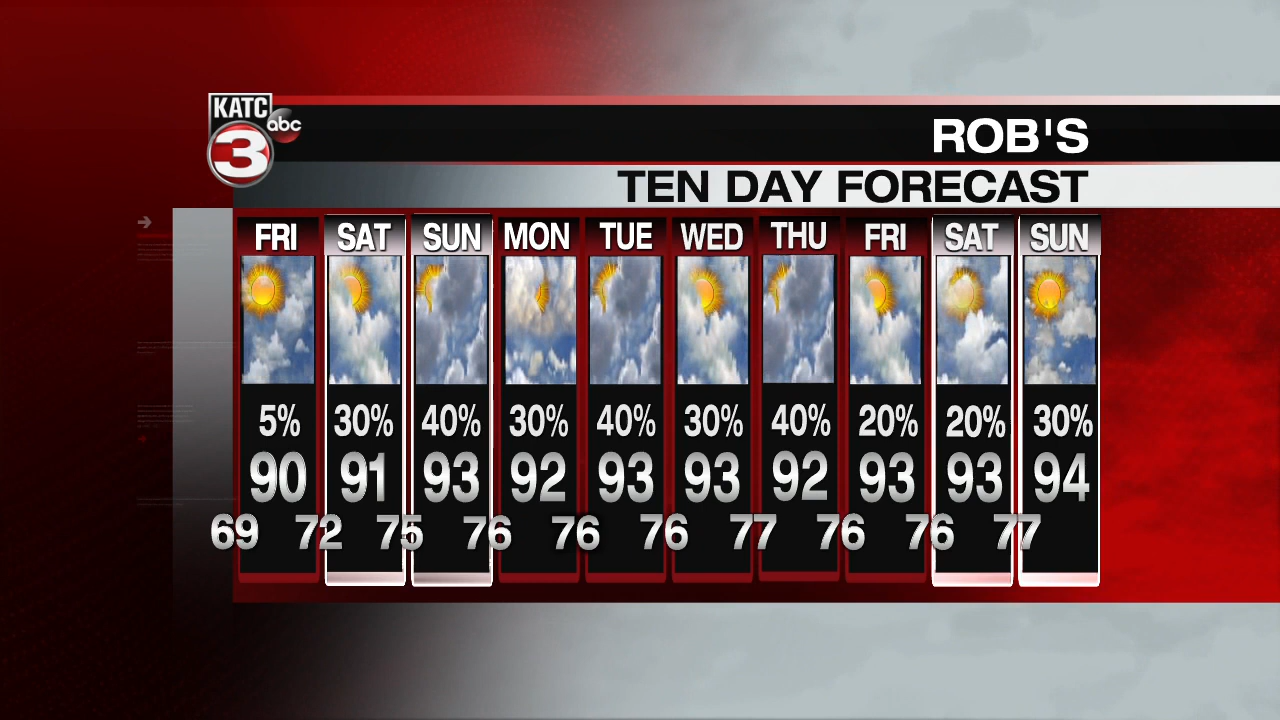 KATC
abc
3
ROB'S
TEN DAY FORECAST
FRI SAT SUN MON TUE WED THU FRI SAT SUN
5% 30% 40% 30% 40% 30% 40% 20% 20% 30%
90 91 93 92 93 93 92 93 93 94
69 72 75 76 76 76 77 76 76 77